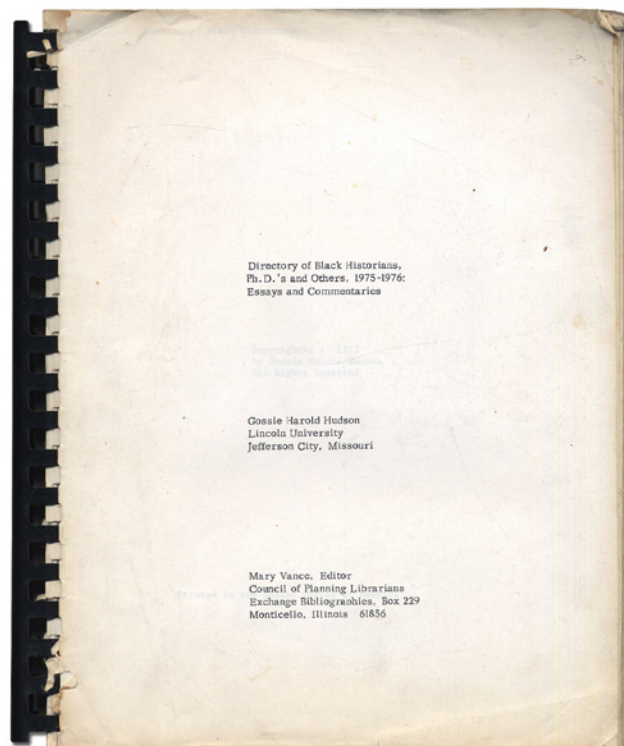 Directory of Black Historians,
Ph.D.'s and Others, 1975-1976:
Essays and Commentaries
Gossie Harold Hudson
Lincoln University
Jefferson City, Missouri
Mary Vance, Editor
Council of Planning Librarians
Exchange Bibliographies, Box 229
Monticello, Illinois 61856